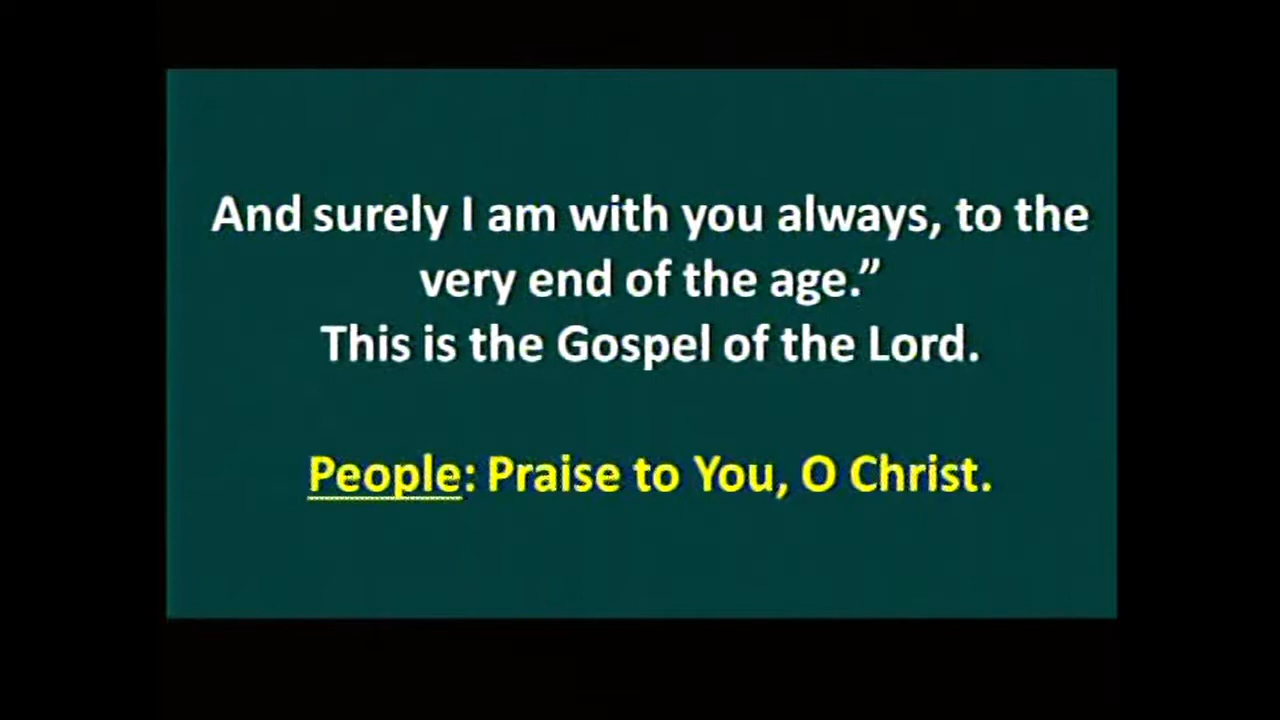 And surely I am with you always, to the
very end of the age.”
This is the Gospel of the Lord.
People: Praise to You, O Christ.